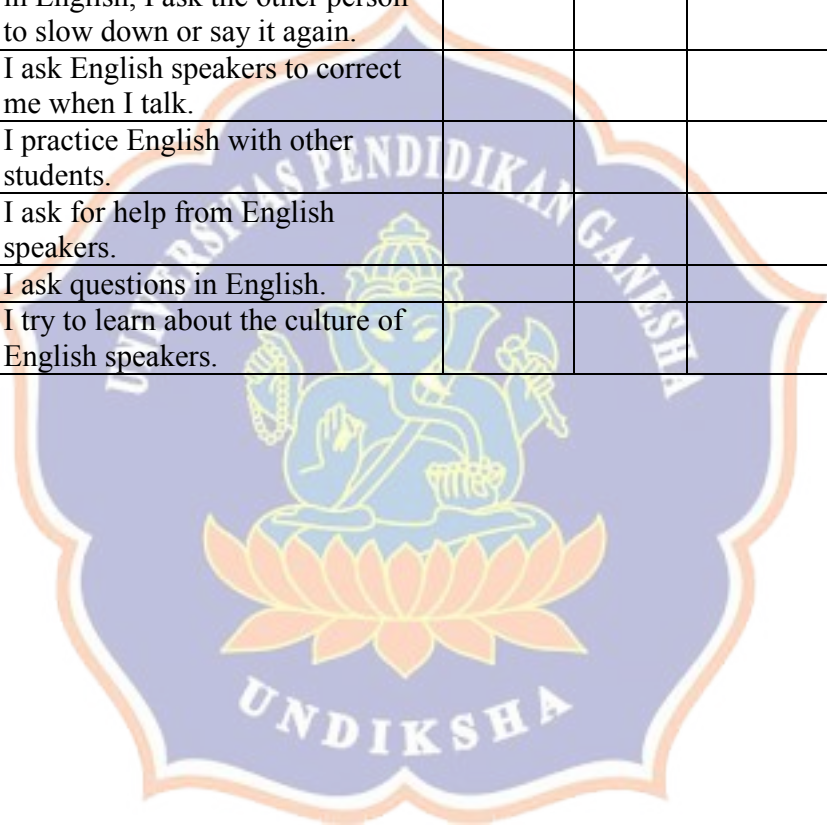 in English, I ask the other person
to slow down or say it again.
I ask English speakers to correct
me when I talk.
I practice English with other
students.
I ask for help from English
speakers.
I ask questions in English.
I try to learn about the culture of
English speakers.
UNIVERSITAS PENDIDIKAN GANESHA
UNDIKSHA